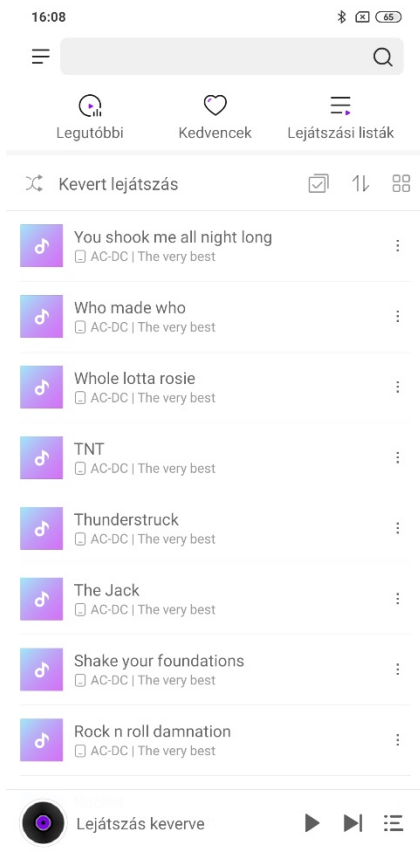 16:08
65
Legutóbbi
Kedvencek
Lejátszási listák
Kevert lejátszás
You shook me all night long
AC-DC | The very best
Who made who
AC-DC | The very best
Whole lotta rosie
AC-DC | The very best
TNT
AC-DC | The very best
Thunderstruck
AC-DC | The very best
The Jack
AC-DC | The very best
Shake your foundations
AC-DC | The very best
Rock n roll damnation
AC-DC | The very best
Lejátszás keverve